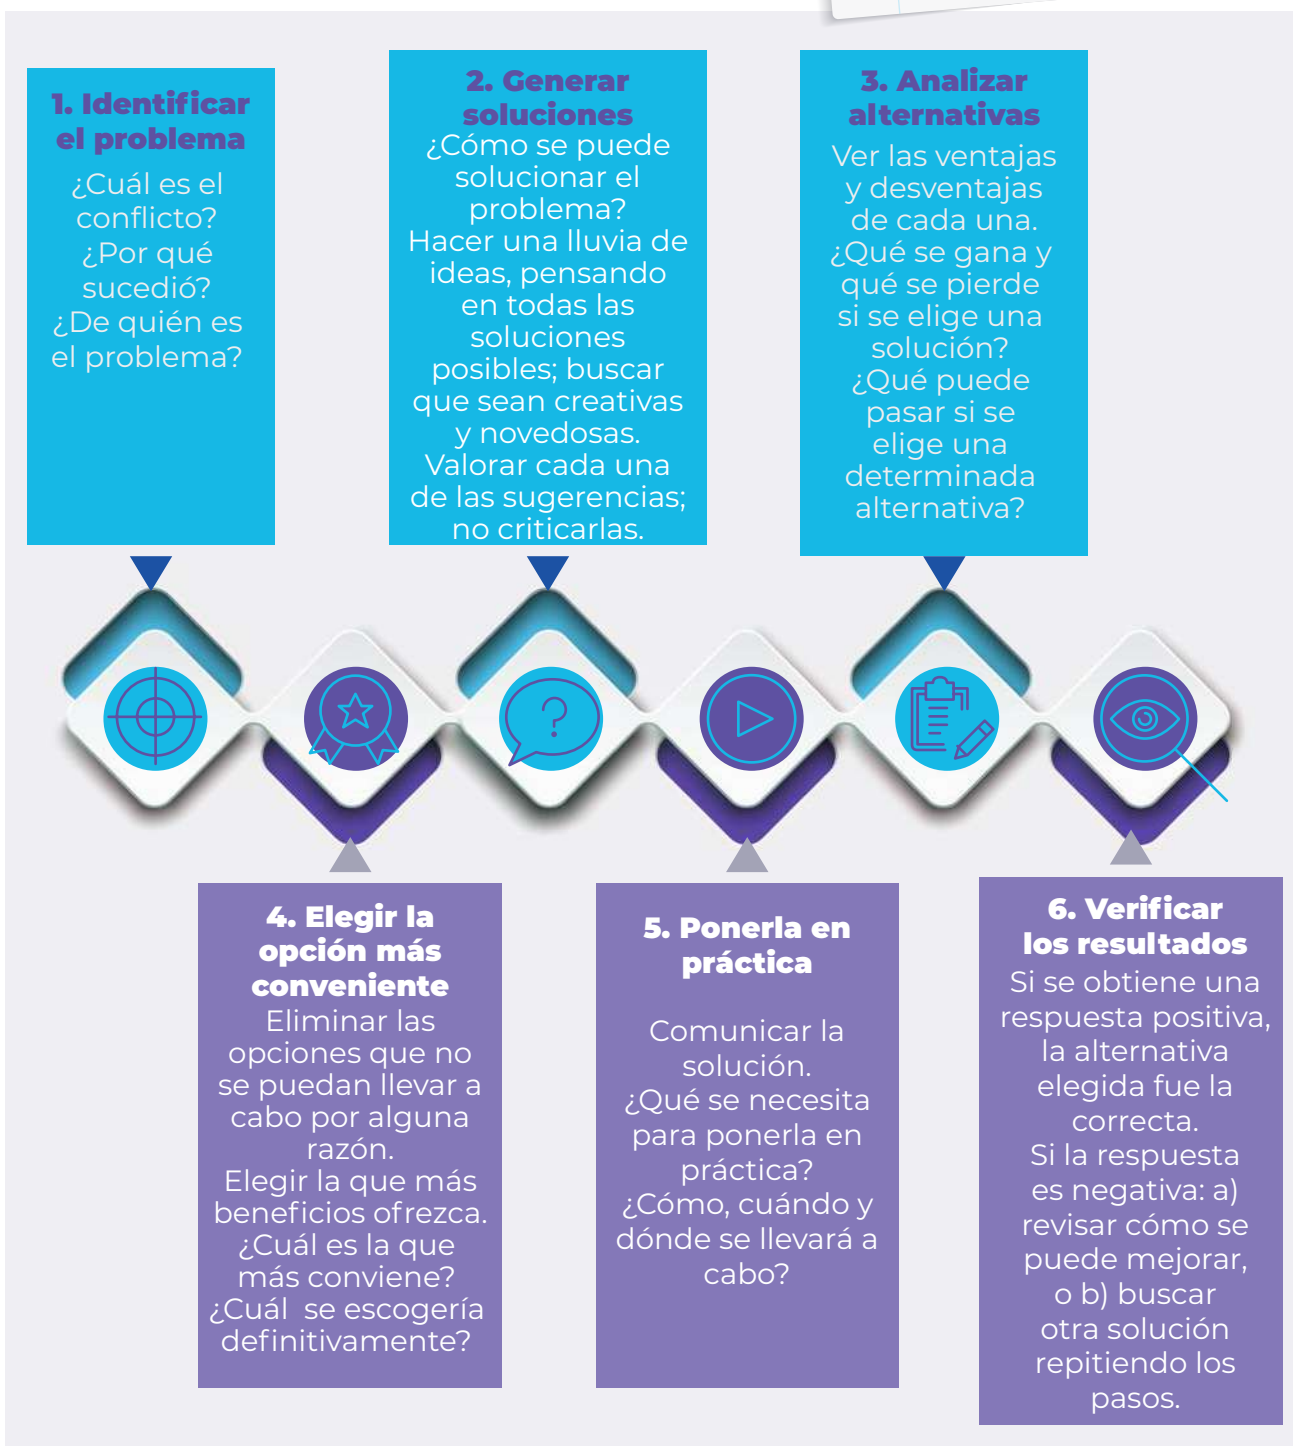 1. Identificar
el problema
¿Cuál es el
conflicto?
¿Por qué
sucedió?
¿De quién es
el problema?
2. Generar
soluciones
¿Cómo se puede
solucionar el
problema?
Hacer una lluvia de
ideas, pensando
en todas las
soluciones
posibles; buscar
que sean creativas
y novedosas.
Valorar cada una
de las sugerencias;
no criticarlas.
3. Analizar
alternativas
Ver las ventajas
y desventajas
de cada una.
¿Qué se gana y
qué se pierde
si se elige una
solución?
¿Qué puede
pasar si se
elige una
determinada
alternativa?
4. Elegir la
opción más
conveniente
Eliminar las
opciones que no
se puedan llevar a
cabo por alguna
razón.
Elegir la que más
beneficios ofrezca.
¿Cuál es la que
más conviene?
¿Cuál se escogería
definitivamente?
5. Ponerla en
práctica
Comunicar la
solución.
¿Qué se necesita
para ponerla en
práctica?
¿Cómo, cuándo y
dónde se llevará a
cabo?
6. Verificar
los resultados
Si se obtiene una
respuesta positiva,
la alternativa
elegida fue la
correcta.
Si la respuesta
es negativa: a)
revisar cómo se
puede mejorar,
o b) buscar
otra solución
repitiendo los
pasos.